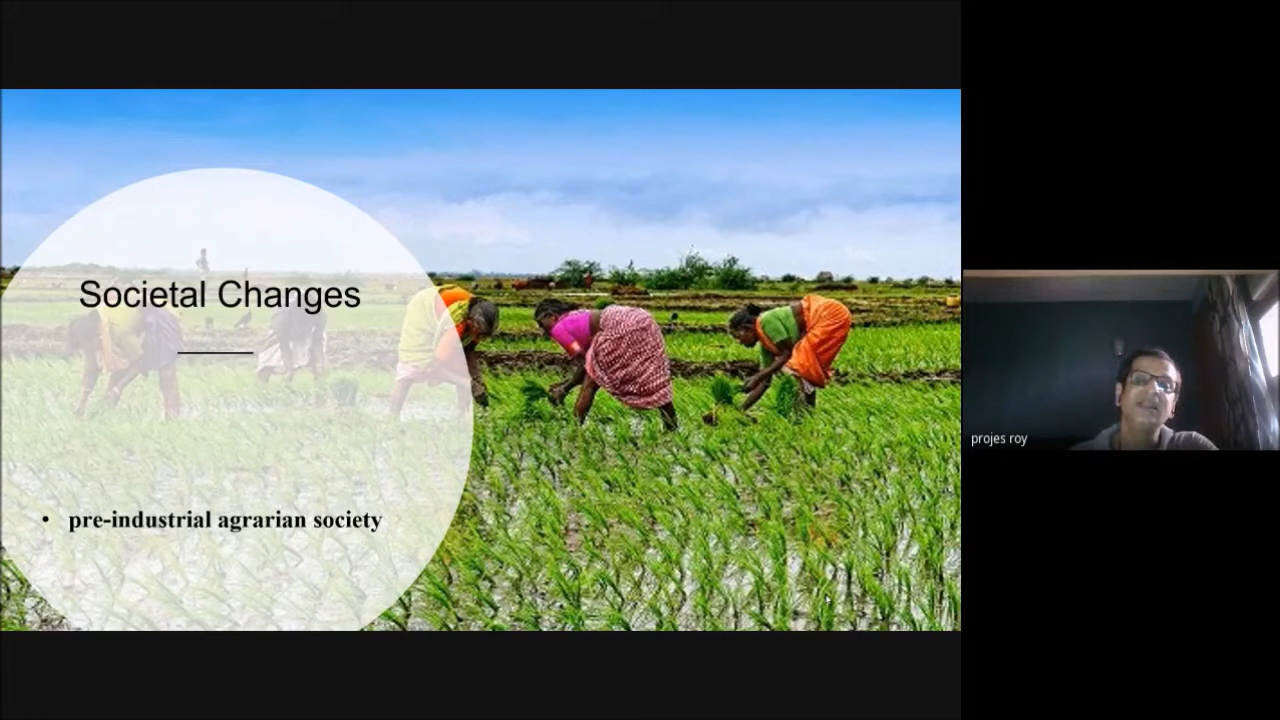 Societal Changes
• pre-industrial agrarian society
projes roy